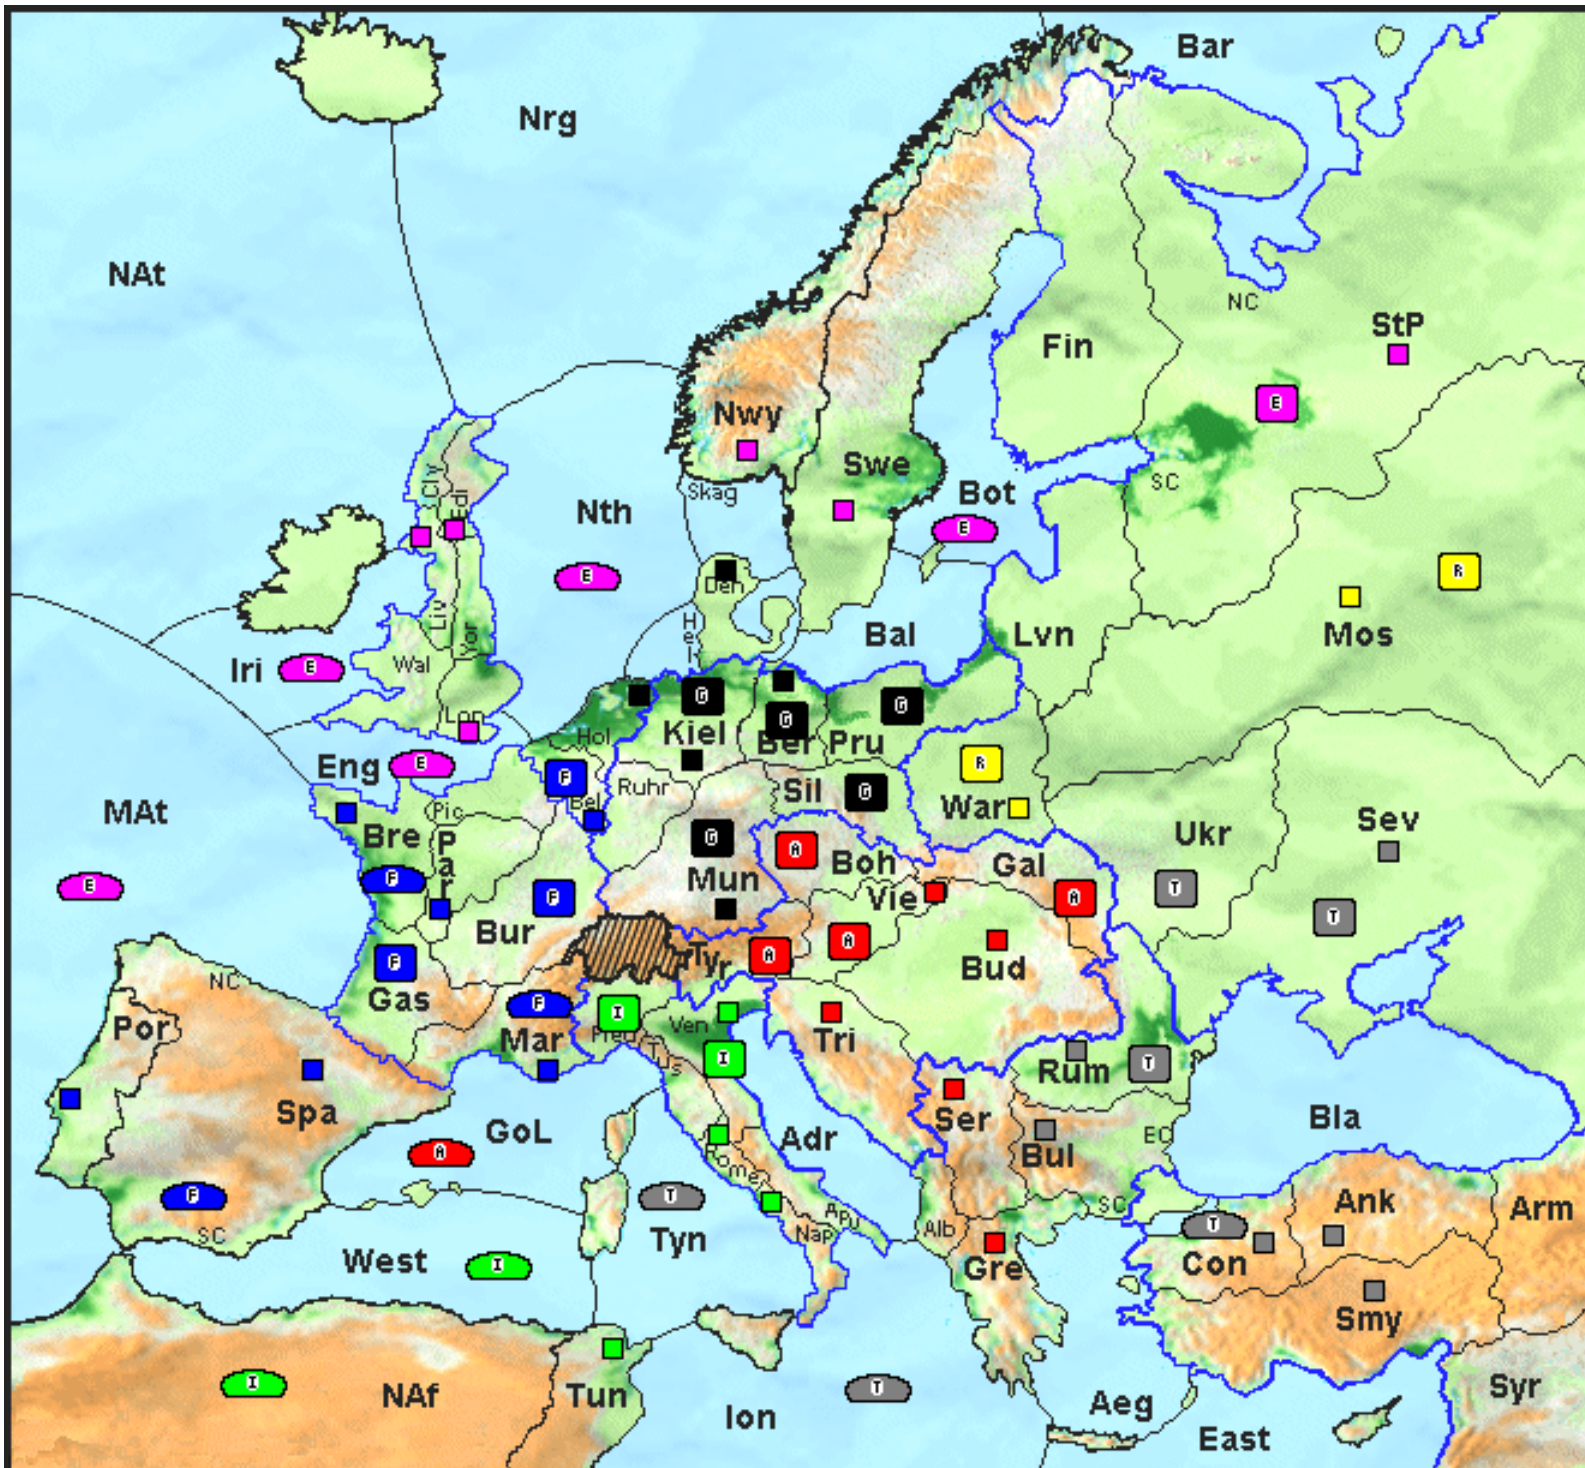 Bar
Nrg
NAt
NC
StP
Fin
E
Nwy
Swe
SC
Cly
Edi
Skag
Bot
E
Nth
E
R
Den
Mos
Hel
Bal
Lvn
Liv
Yor
Wal
Iri
E
Lon
G
Kiel
G
Ber
Pru
G
Hol
Eng
E
F
Bel
Ruhr
Sil
G
R
War
MAt
Bre
Pic
Par
G
Mun
A
Boh
Ukr
Sev
Gal
Vie
A
T
T
E
F
F
Bur
Tyr
A
A
Bud
F
Gas
NC
Por
F
Mar
I
Pied
Ven
Tri
Tus
I
Rum
T
Spa
GoL
Ser
Bla
Adr
Bul
EC
A
Rome
F
T
SC
Apu
Nap
Alb
SC
T
Ank
Arm
West
I
Tyn
Gre
Con
Smy
I
NAf
Tun
T
Ion
Aeg
East
Syr